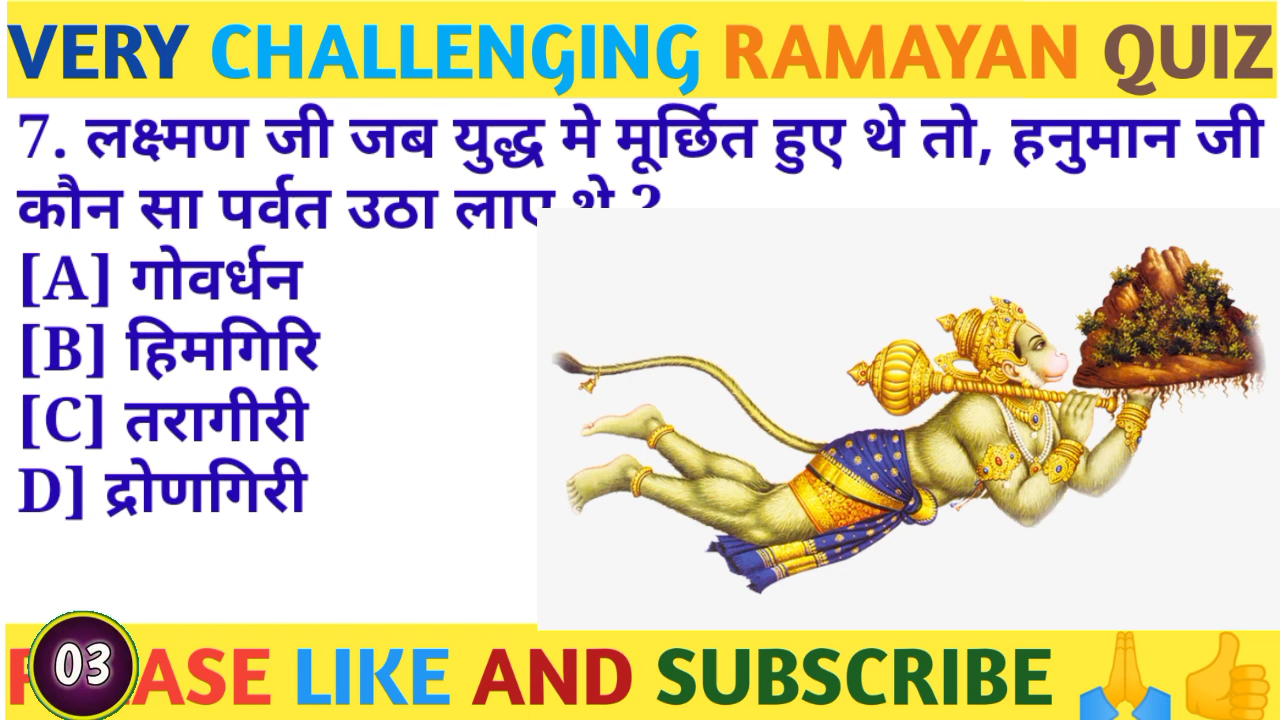 VERY CHALLENGING RAMAYAN QUIZ
7. लक्ष्मण जी जब युद्ध मे मूर्छित हुए थे तो, हनुमान जी
कौन सा पर्वत उठा लाए थे ?
[A] गोवर्धन
[B] हिमगिरि
[C] तरागीरी
D] द्रोणगिरी
03
LIKE AND SUBSCRIBE